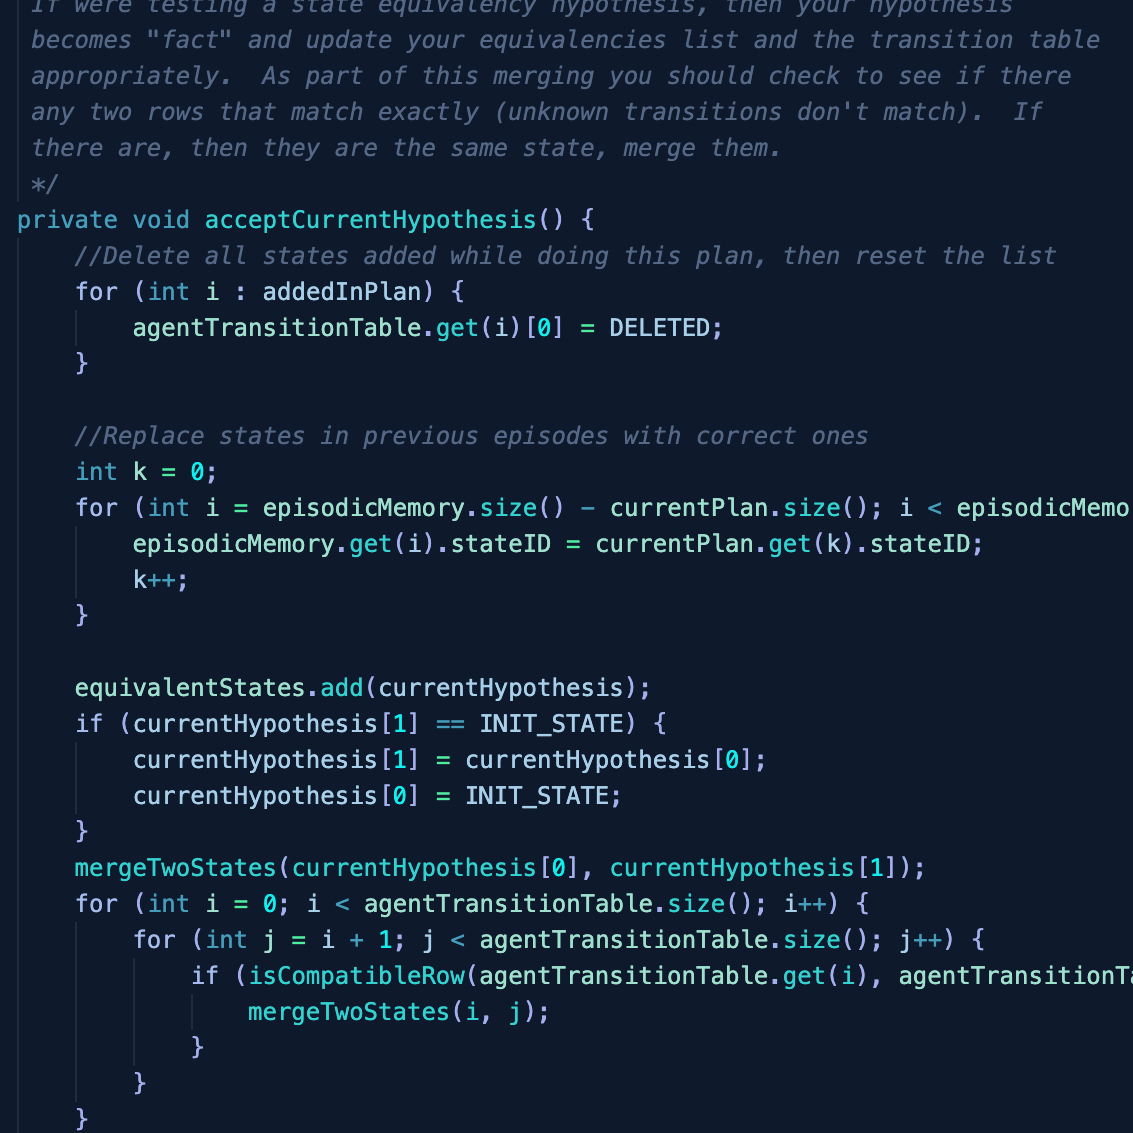 If were testing a state equivalency hypothesis, then your hypothesis
becomes "fact" and update your equivalencies list and the transition table
appropriately.  As part of this merging you should check to see if there
any two rows that match exactly (unknown transitions don't match).  If
there are, then they are the same state, merge them.
*/
private void acceptCurrentHypothesis() {
    //Delete all states added while doing this plan, then reset the list
    for (int i : addedInPlan) {
        agentTransitionTable.get(i)[0] = DELETED;
    }
    //Replace states in previous episodes with correct ones
    int k = 0;
    for (int i = episodicMemory.size() - currentPlan.size(); i < episodicMemo
        episodicMemory.get(i).stateID = currentPlan.get(k).stateID;
        k++;
    }
    equivalentStates.add(currentHypothesis);
    if (currentHypothesis[1] == INIT_STATE) {
        currentHypothesis[1] = currentHypothesis[0];
        currentHypothesis[0] = INIT_STATE;
    }
    mergeTwoStates(currentHypothesis[0], currentHypothesis[1]);
    for (int i = 0; i < agentTransitionTable.size(); i++) {
        for (int j = i + 1; j < agentTransitionTable.size(); j++) {
            if (isCompatibleRow(agentTransitionTable.get(i), agentTransitionTa
                mergeTwoStates(i, j);
            }
        }
    }